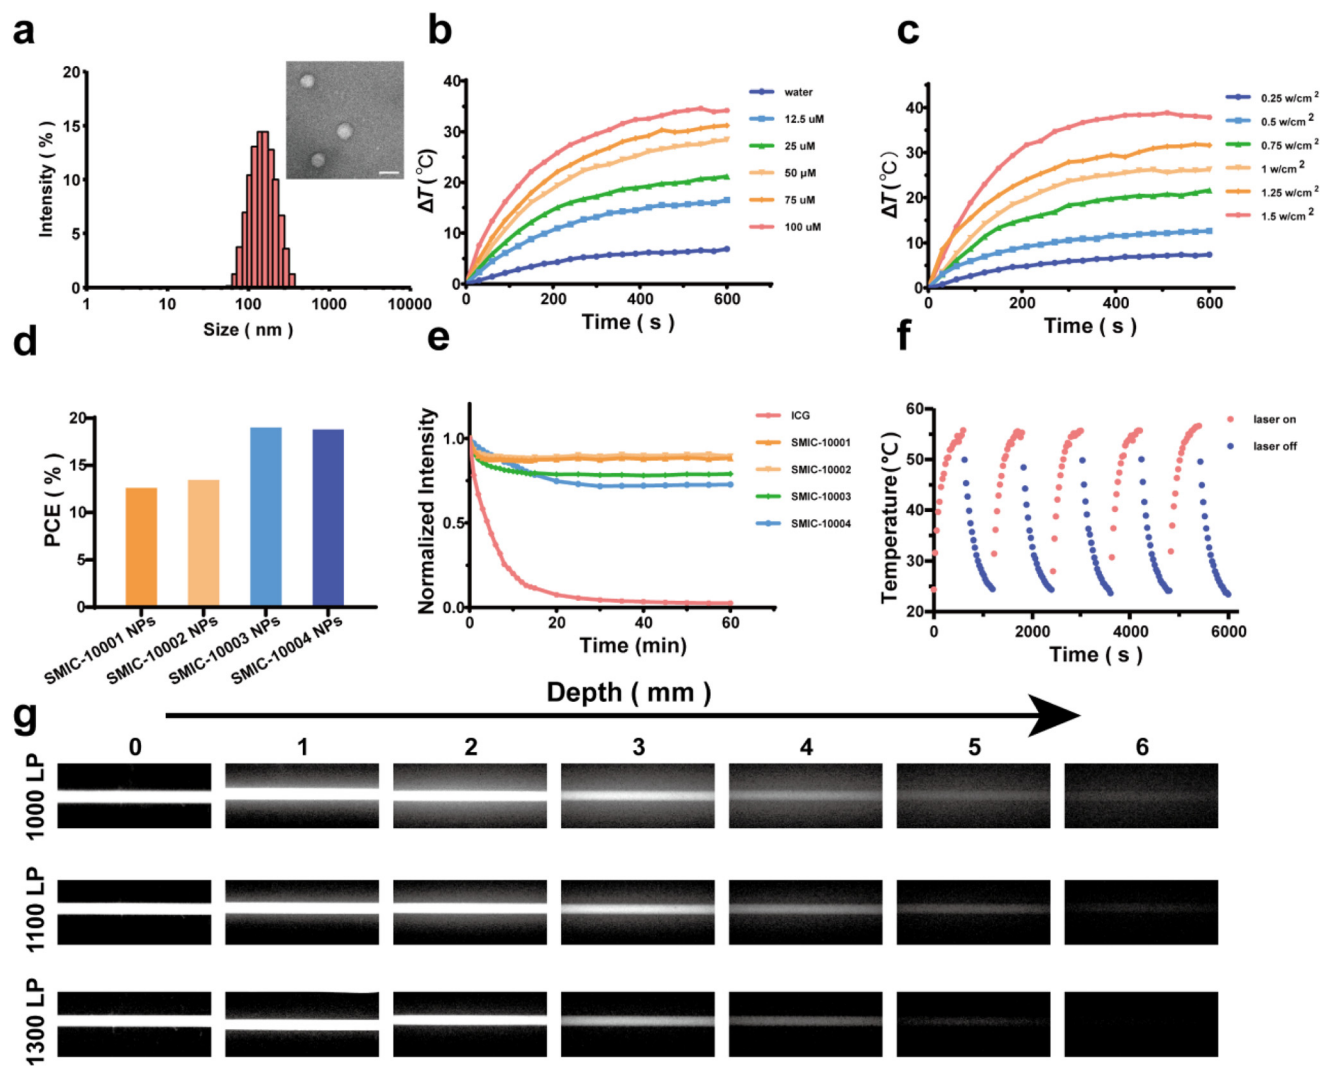 a
b
c
20
15
10
5
0
Intensity ( % )
1 10 100 1000 10000
Size ( nm )
40
30
20
10
0
ΔT (℃)
0 200 400 600
Time ( s )
water
12.5 uM
25 uM
50 μM
75 uM
100 uM
40
30
20
10
0
ΔT (℃)
0 200 400 600
Time ( s )
0.25 w/cm 2
0.5 w/cm 2
0.75 w/cm 2
1 w/cm 2
1.25 w/cm 2
1.5 w/cm 2
d
e
f
20
15
10
5
0
PCE ( % )
SMIC-10001 NPs
SMIC-10002 NPs
SMIC-10003 NPs
SMIC-10004 NPs
1.0
0.5
0.0
Normalized Intensity
0 20 40 60
Time (min)
ICG
SMIC-10001
SMIC-10002
SMIC-10003
SMIC-10004
60
50
40
30
20
Temperature (℃)
0 2000 4000 6000
Time ( s )
laser on
laser off
g
Depth ( mm )
0 1 2 3 4 5 6
1000 LP
1100 LP
1300 LP